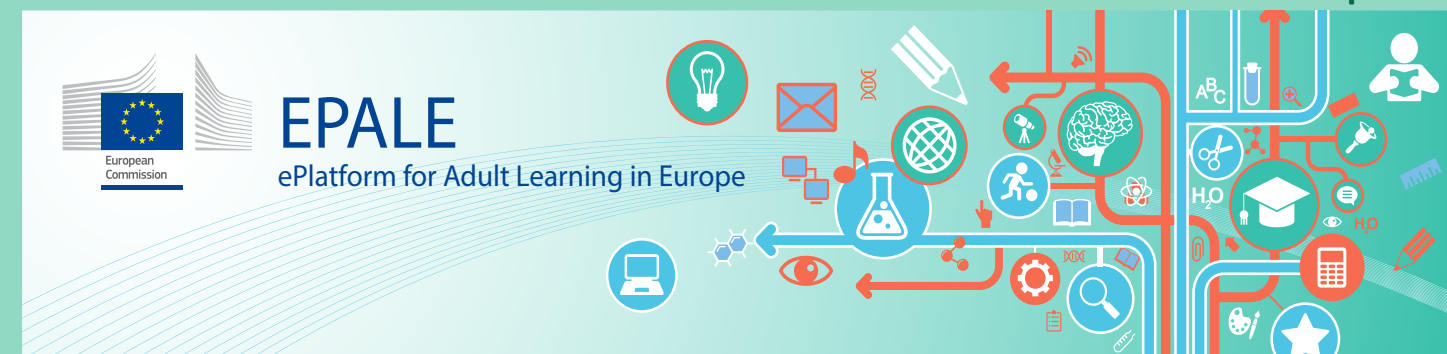 European
Commission
EPALE
ePlatform for Adult Learning in Europe
ABC
H2O
H2O